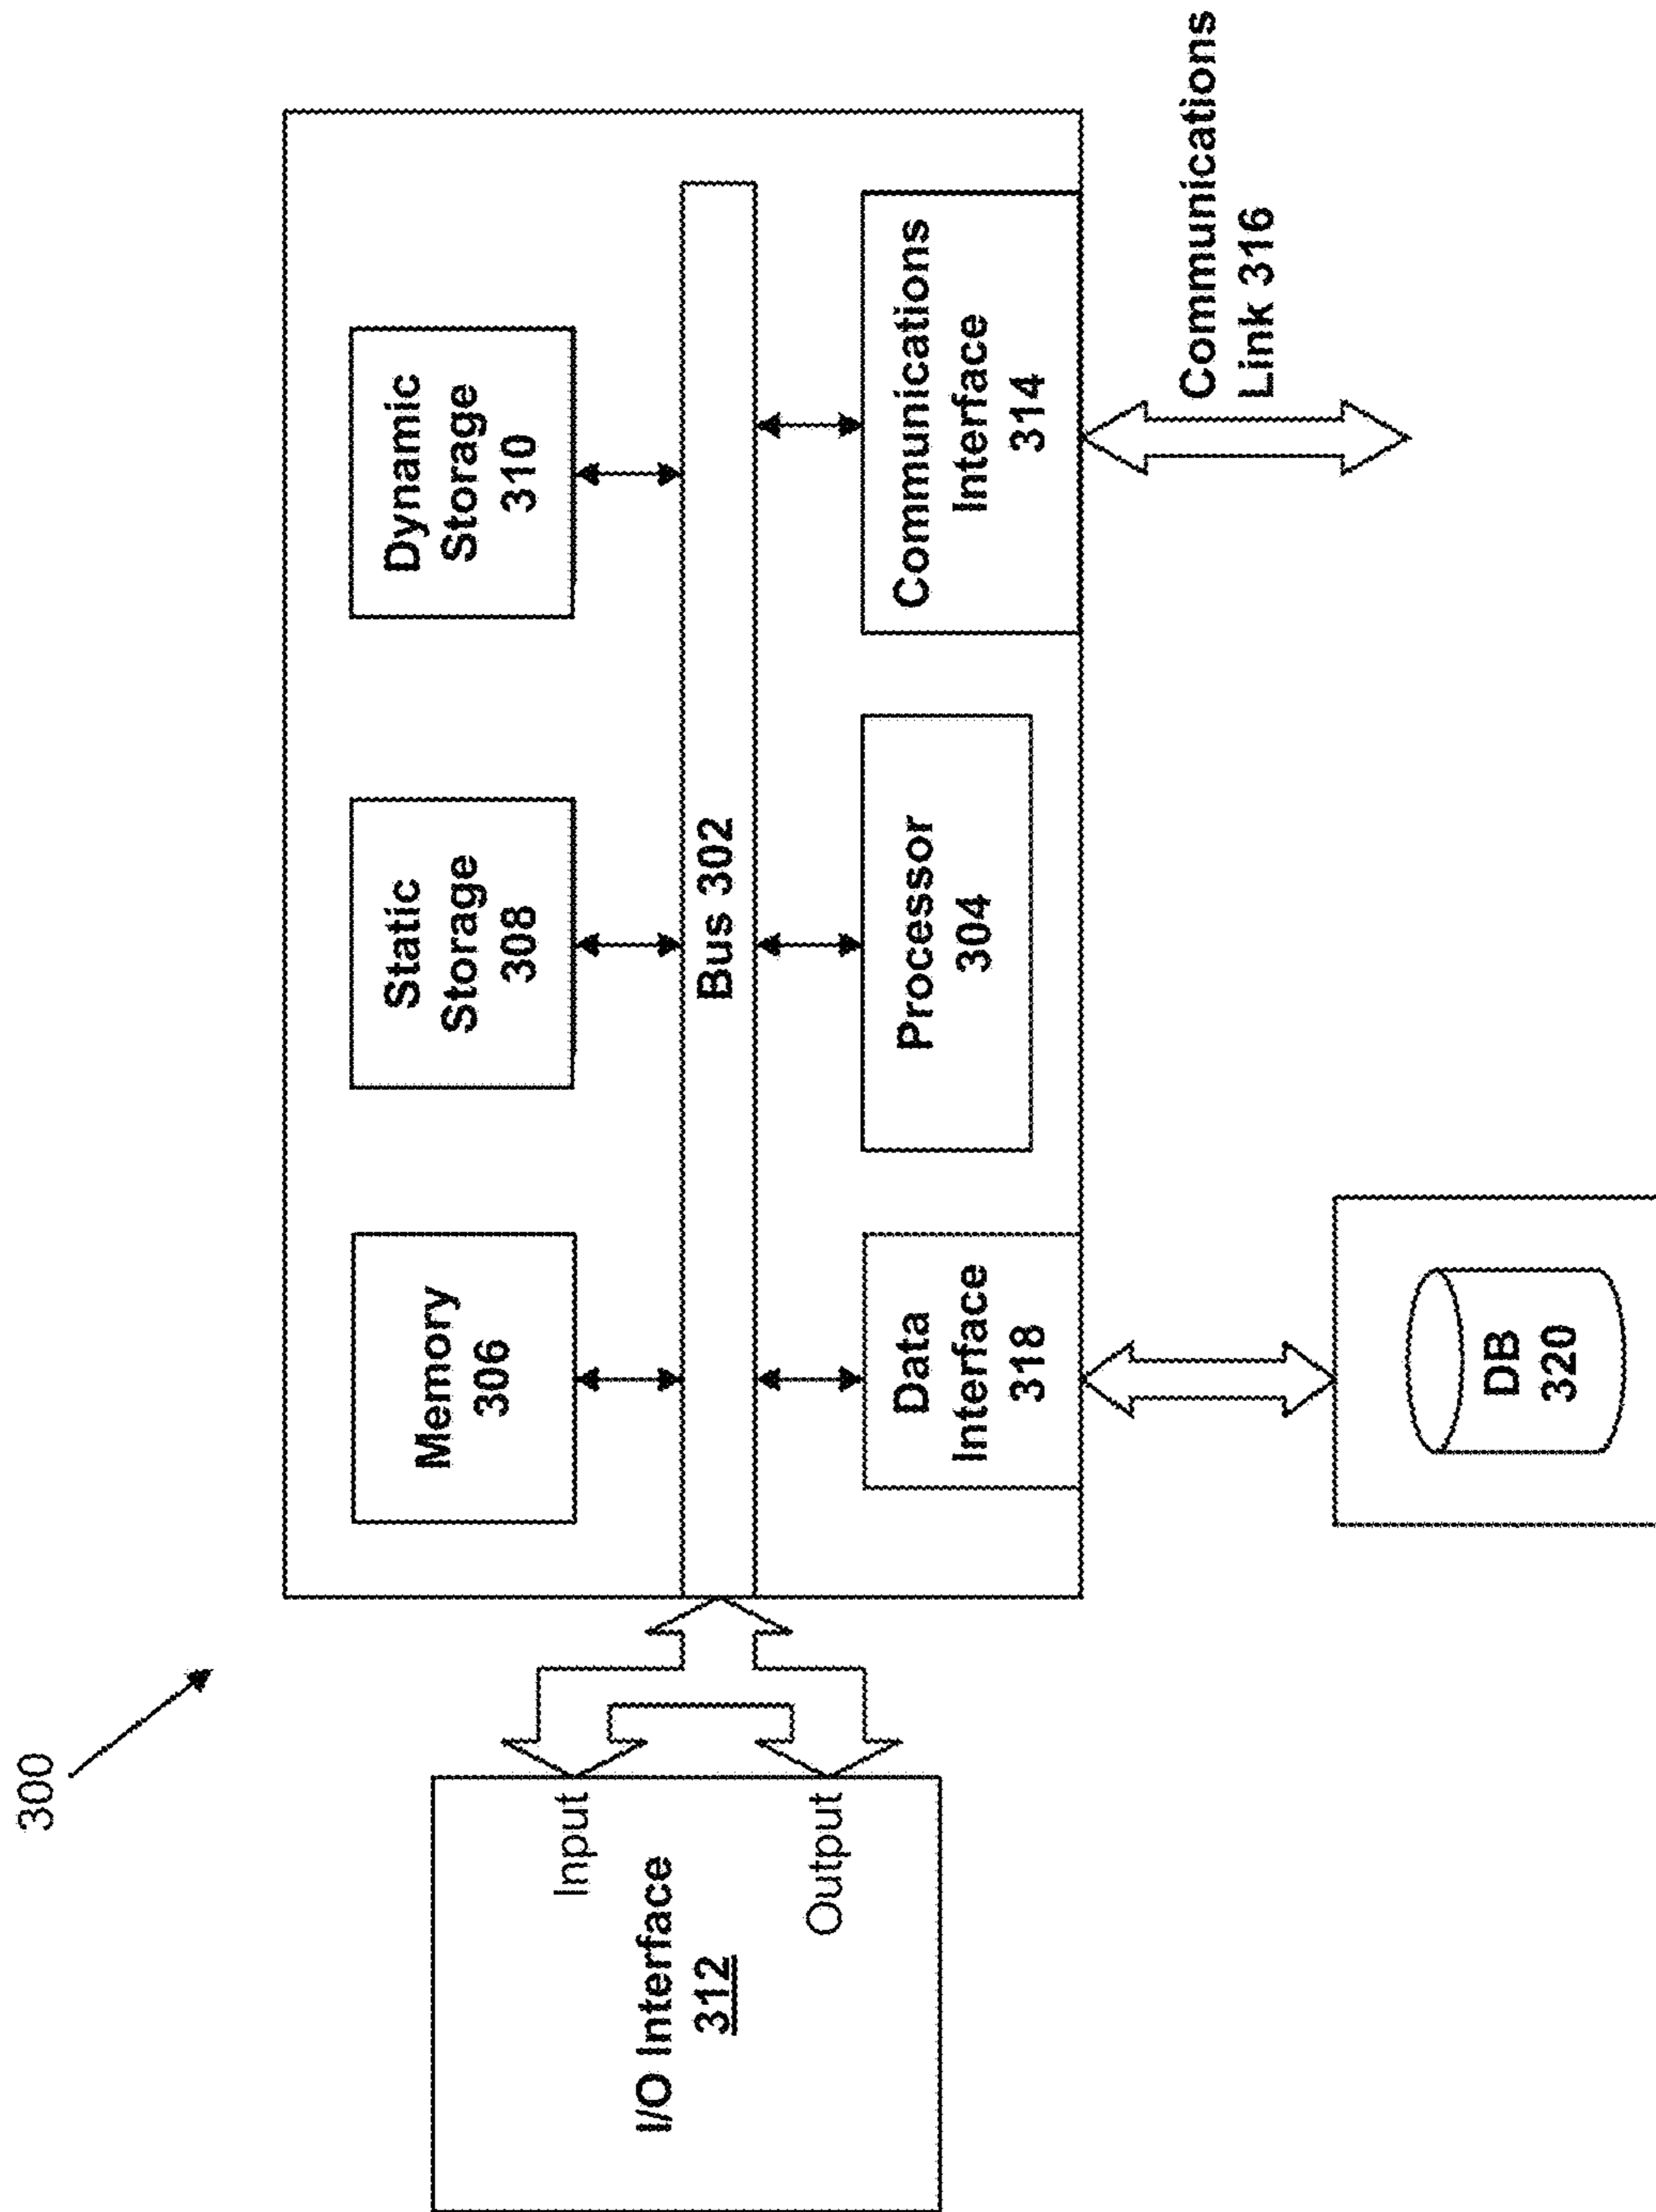 300
Memory
306
Static
Storage
308
Dynamic
Storage
310
I/O Interface
312
Input
Output
Bus 302
Data
Interface
318
Processor
304
Communications
Interface
314
DB
320
Communications
Link 316